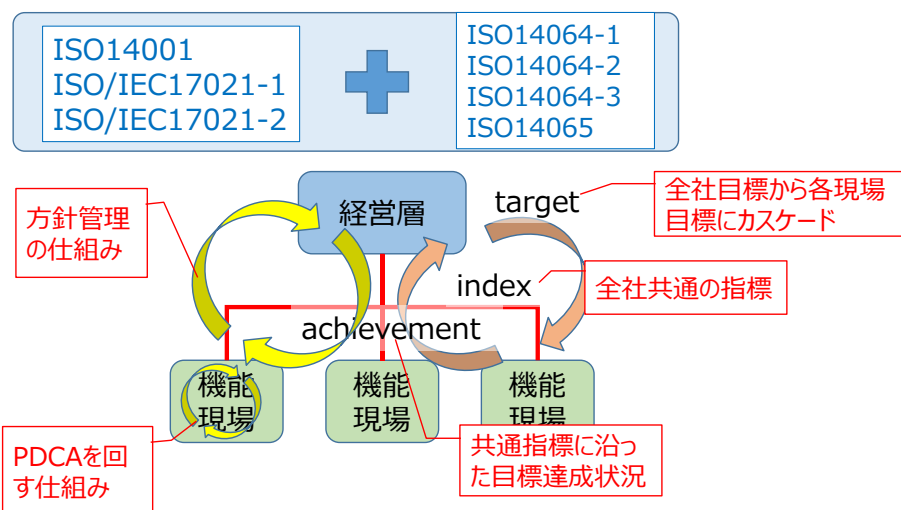 ISO14001
ISO/IEC17021-1
ISO/IEC17021-2
ISO14064-1
ISO14064-2
ISO14064-3
ISO14065
方針管理
の仕組み
経営層
target
全社目標から各現場
目標にカスケード
index
全社共通の指標
achievement
機能
現場
機能
現場
機能
現場
PDCAを回
す仕組み
共通指標に沿っ
た目標達成状況